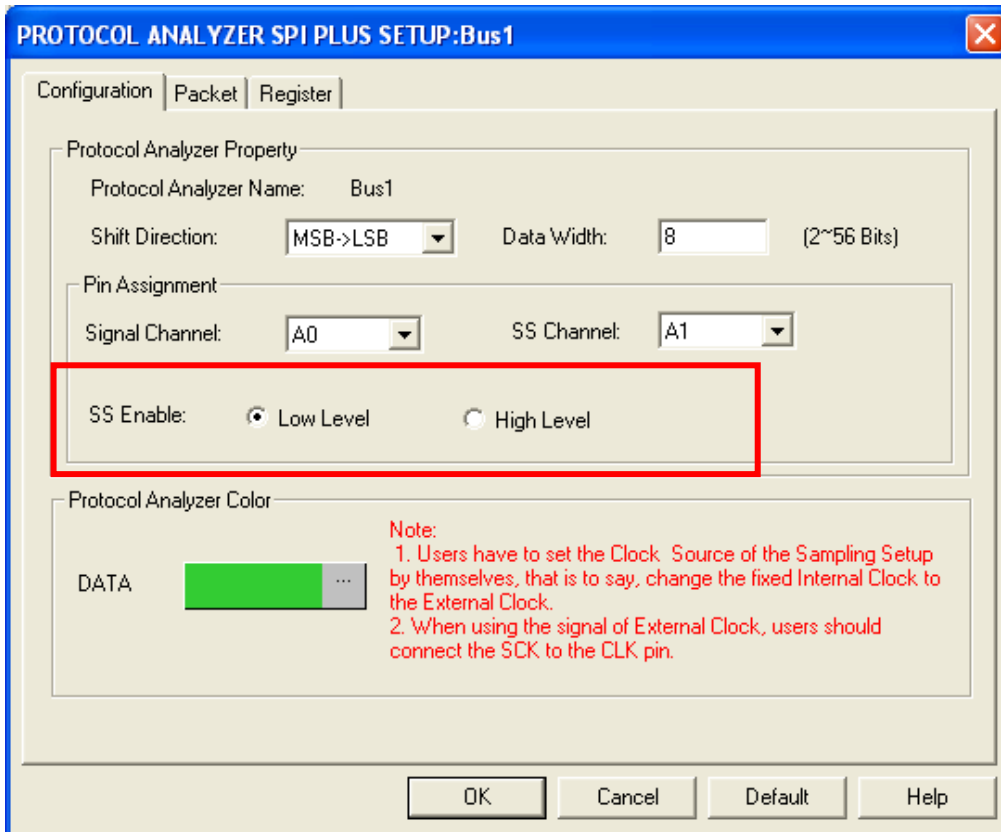 PROTOCOL ANALYZER SPI PLUS SETUP:Bus1
Configuration Packet Register
Protocol Analyzer Property
Protocol Analyzer Name: Bus1
Shift Direction: MSB->LSB Data Width: 8 (2~56 Bits)
Pin Assignment
Signal Channel: A0 SS Channel: A1
SS Enable: Low Level High Level
Protocol Analyzer Color
DATA ...
Note:
1. Users have to set the Clock Source of the Sampling Setup
by themselves, that is to say, change the fixed Internal Clock to
the External Clock.
2. When using the signal of External Clock, users should
connect the SCK to the CLK pin.
OK Cancel Default Help